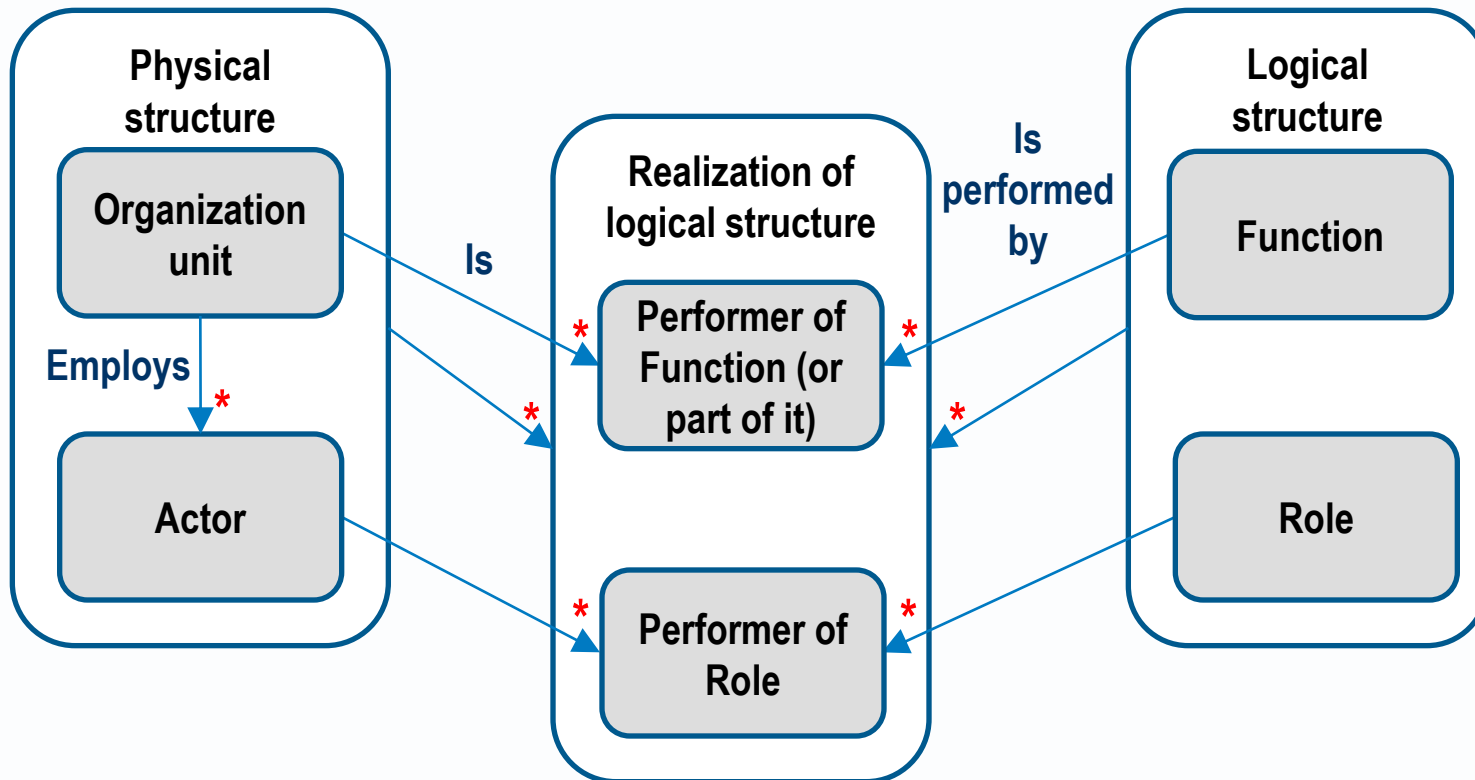 Physical
structure
Organization
unit
Employs
*
Actor
Is
*
*
*
Realization of
logical structure
Performer of
Function (or
part of it)
Performer of
Role
Is
performed
by
*
*
*
Logical
structure
Function
Role